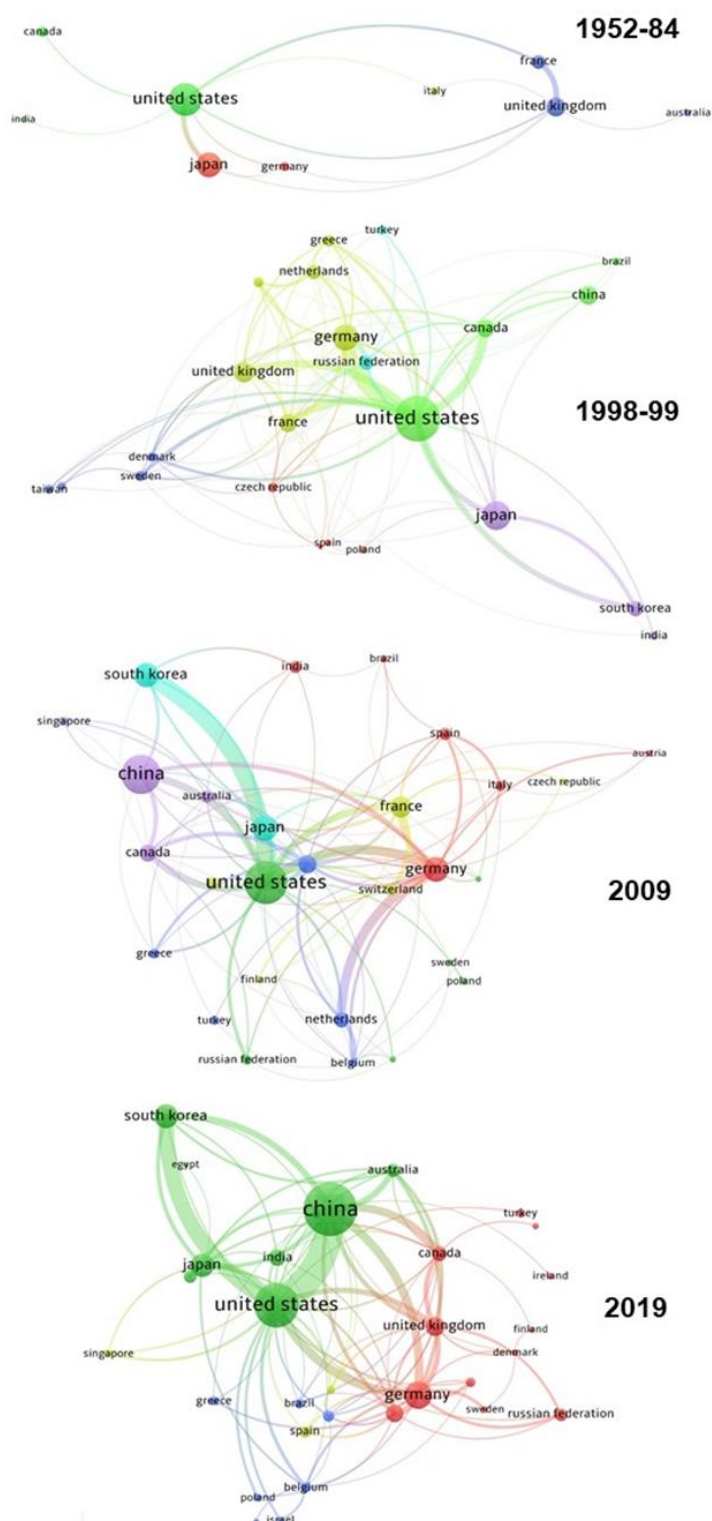 1952-84
canada
france
united states
italy
united kingdom
india
australia
japan
germany
turkey
greece
brazil
netherlands
china
canada
germany
russian federation
united kingdom
united states
1998-99
france
denmark
sweden
czech republic
taiwan
japan
spain
poland
south korea
india
brazil
india
south korea
singapore
spain
austria
china
italy
czech republic
australia
france
japan
canada
germany
united states
switzerland
2009
greece
sweden
finland
poland
turkey
netherlands
russian federation
belgium
south korea
egypt
australia
china
turkey
canada
india
japan
ireland
united states
2019
united kingdom
finland
singapore
denmark
germany
greece
brazil
sweden
russian federation
spain
belgium
poland
israel